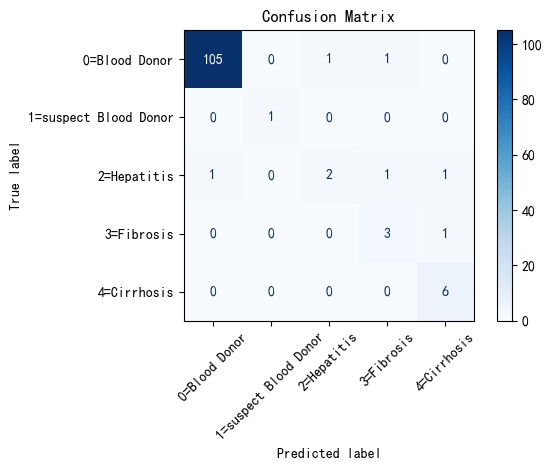 Confusion Matrix
True label
0=Blood Donor 105 0 1 1 0
1=suspect Blood Donor 0 1 0 0 0
2=Hepatitis 1 0 2 1 1
3=Fibrosis 0 0 0 3 1
4=Cirrhosis 0 0 0 0 6
0=Blood Donor
1=suspect Blood Donor
2=Hepatitis
3=Fibrosis
4=Cirrhosis
Predicted label
100
80
60
40
20
0